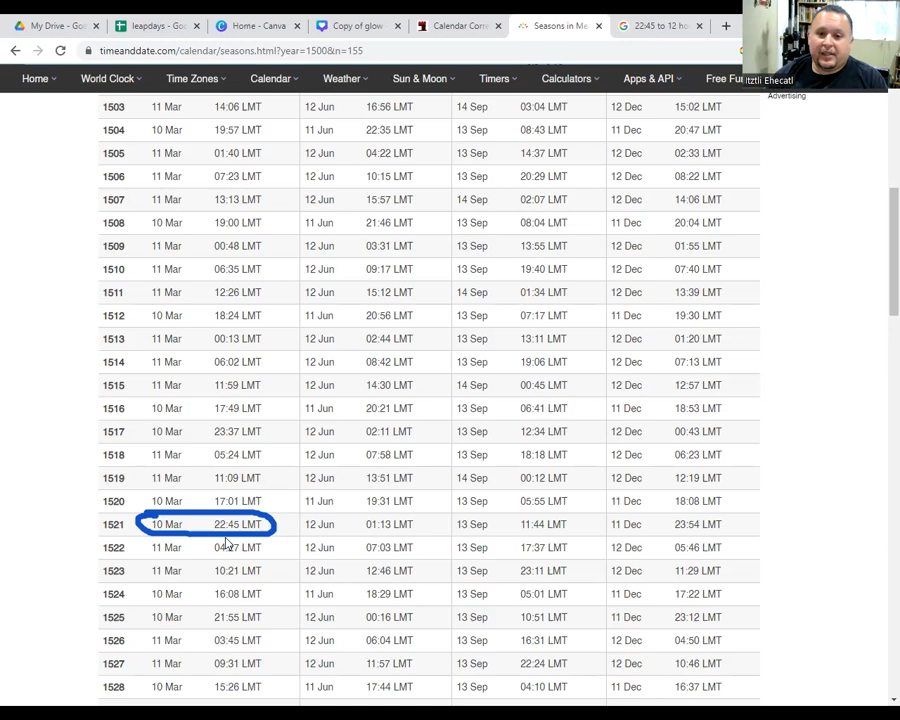 My Drive - Goo
leapdays - Goo
Home - Canva
Copy of glow
Calendar Corre
Seasons in Me
22:45 to 12 ho
timeanddate.com/calendar/seasons.html?year=1500&n=155
Itztli Ehecatl
Home World Clock Time Zones Calendar Weather Sun & Moon Timers Calculators Apps & API Free Fun
Advertising
1503 11 Mar 14:06 LMT 12 Jun 16:56 LMT 14 Sep 03:04 LMT 12 Dec 15:02 LMT
1504 10 Mar 19:57 LMT 11 Jun 22:35 LMT 13 Sep 08:43 LMT 11 Dec 20:47 LMT
1505 11 Mar 01:40 LMT 12 Jun 04:22 LMT 13 Sep 14:37 LMT 12 Dec 02:33 LMT
1506 11 Mar 07:23 LMT 12 Jun 10:15 LMT 13 Sep 20:29 LMT 12 Dec 08:22 LMT
1507 11 Mar 13:13 LMT 12 Jun 15:57 LMT 14 Sep 02:07 LMT 12 Dec 14:06 LMT
1508 10 Mar 19:00 LMT 11 Jun 21:46 LMT 13 Sep 08:04 LMT 11 Dec 20:04 LMT
1509 11 Mar 00:48 LMT 12 Jun 03:31 LMT 13 Sep 13:55 LMT 12 Dec 01:55 LMT
1510 11 Mar 06:35 LMT 12 Jun 09:17 LMT 13 Sep 19:40 LMT 12 Dec 07:40 LMT
1511 11 Mar 12:26 LMT 12 Jun 15:12 LMT 14 Sep 01:34 LMT 12 Dec 13:39 LMT
1512 10 Mar 18:24 LMT 11 Jun 20:56 LMT 13 Sep 07:17 LMT 11 Dec 19:30 LMT
1513 11 Mar 00:13 LMT 12 Jun 02:44 LMT 13 Sep 13:11 LMT 12 Dec 01:20 LMT
1514 11 Mar 06:02 LMT 12 Jun 08:42 LMT 13 Sep 19:06 LMT 12 Dec 07:13 LMT
1515 11 Mar 11:59 LMT 12 Jun 14:30 LMT 14 Sep 00:45 LMT 12 Dec 12:57 LMT
1516 10 Mar 17:49 LMT 11 Jun 20:21 LMT 13 Sep 06:41 LMT 11 Dec 18:53 LMT
1517 10 Mar 23:37 LMT 12 Jun 02:11 LMT 13 Sep 12:34 LMT 12 Dec 00:43 LMT
1518 11 Mar 05:24 LMT 12 Jun 07:58 LMT 13 Sep 18:18 LMT 12 Dec 06:23 LMT
1519 11 Mar 11:09 LMT 12 Jun 13:51 LMT 14 Sep 00:12 LMT 12 Dec 12:19 LMT
1520 10 Mar 17:01 LMT 11 Jun 19:31 LMT 13 Sep 05:55 LMT 11 Dec 18:08 LMT
1521 10 Mar 22:45 LMT 12 Jun 01:13 LMT 13 Sep 11:44 LMT 11 Dec 23:54 LMT
1522 11 Mar LMT 12 Jun 07:03 LMT 13 Sep 17:37 LMT 12 Dec 05:46 LMT
1523 11 Mar 10:21 LMT 12 Jun 12:46 LMT 13 Sep 23:11 LMT 12 Dec 11:29 LMT
1524 10 Mar 16:08 LMT 11 Jun 18:29 LMT 13 Sep 05:01 LMT 11 Dec 17:22 LMT
1525 10 Mar 21:55 LMT 12 Jun 00:16 LMT 13 Sep 10:51 LMT 11 Dec 23:12 LMT
1526 11 Mar 03:45 LMT 12 Jun 06:04 LMT 13 Sep 16:31 LMT 12 Dec 04:50 LMT
1527 11 Mar 09:31 LMT 12 Jun 11:57 LMT 13 Sep 22:24 LMT 12 Dec 10:46 LMT
1528 10 Mar 15:26 LMT 11 Jun 17:44 LMT 13 Sep 04:10 LMT 11 Dec 16:37 LMT